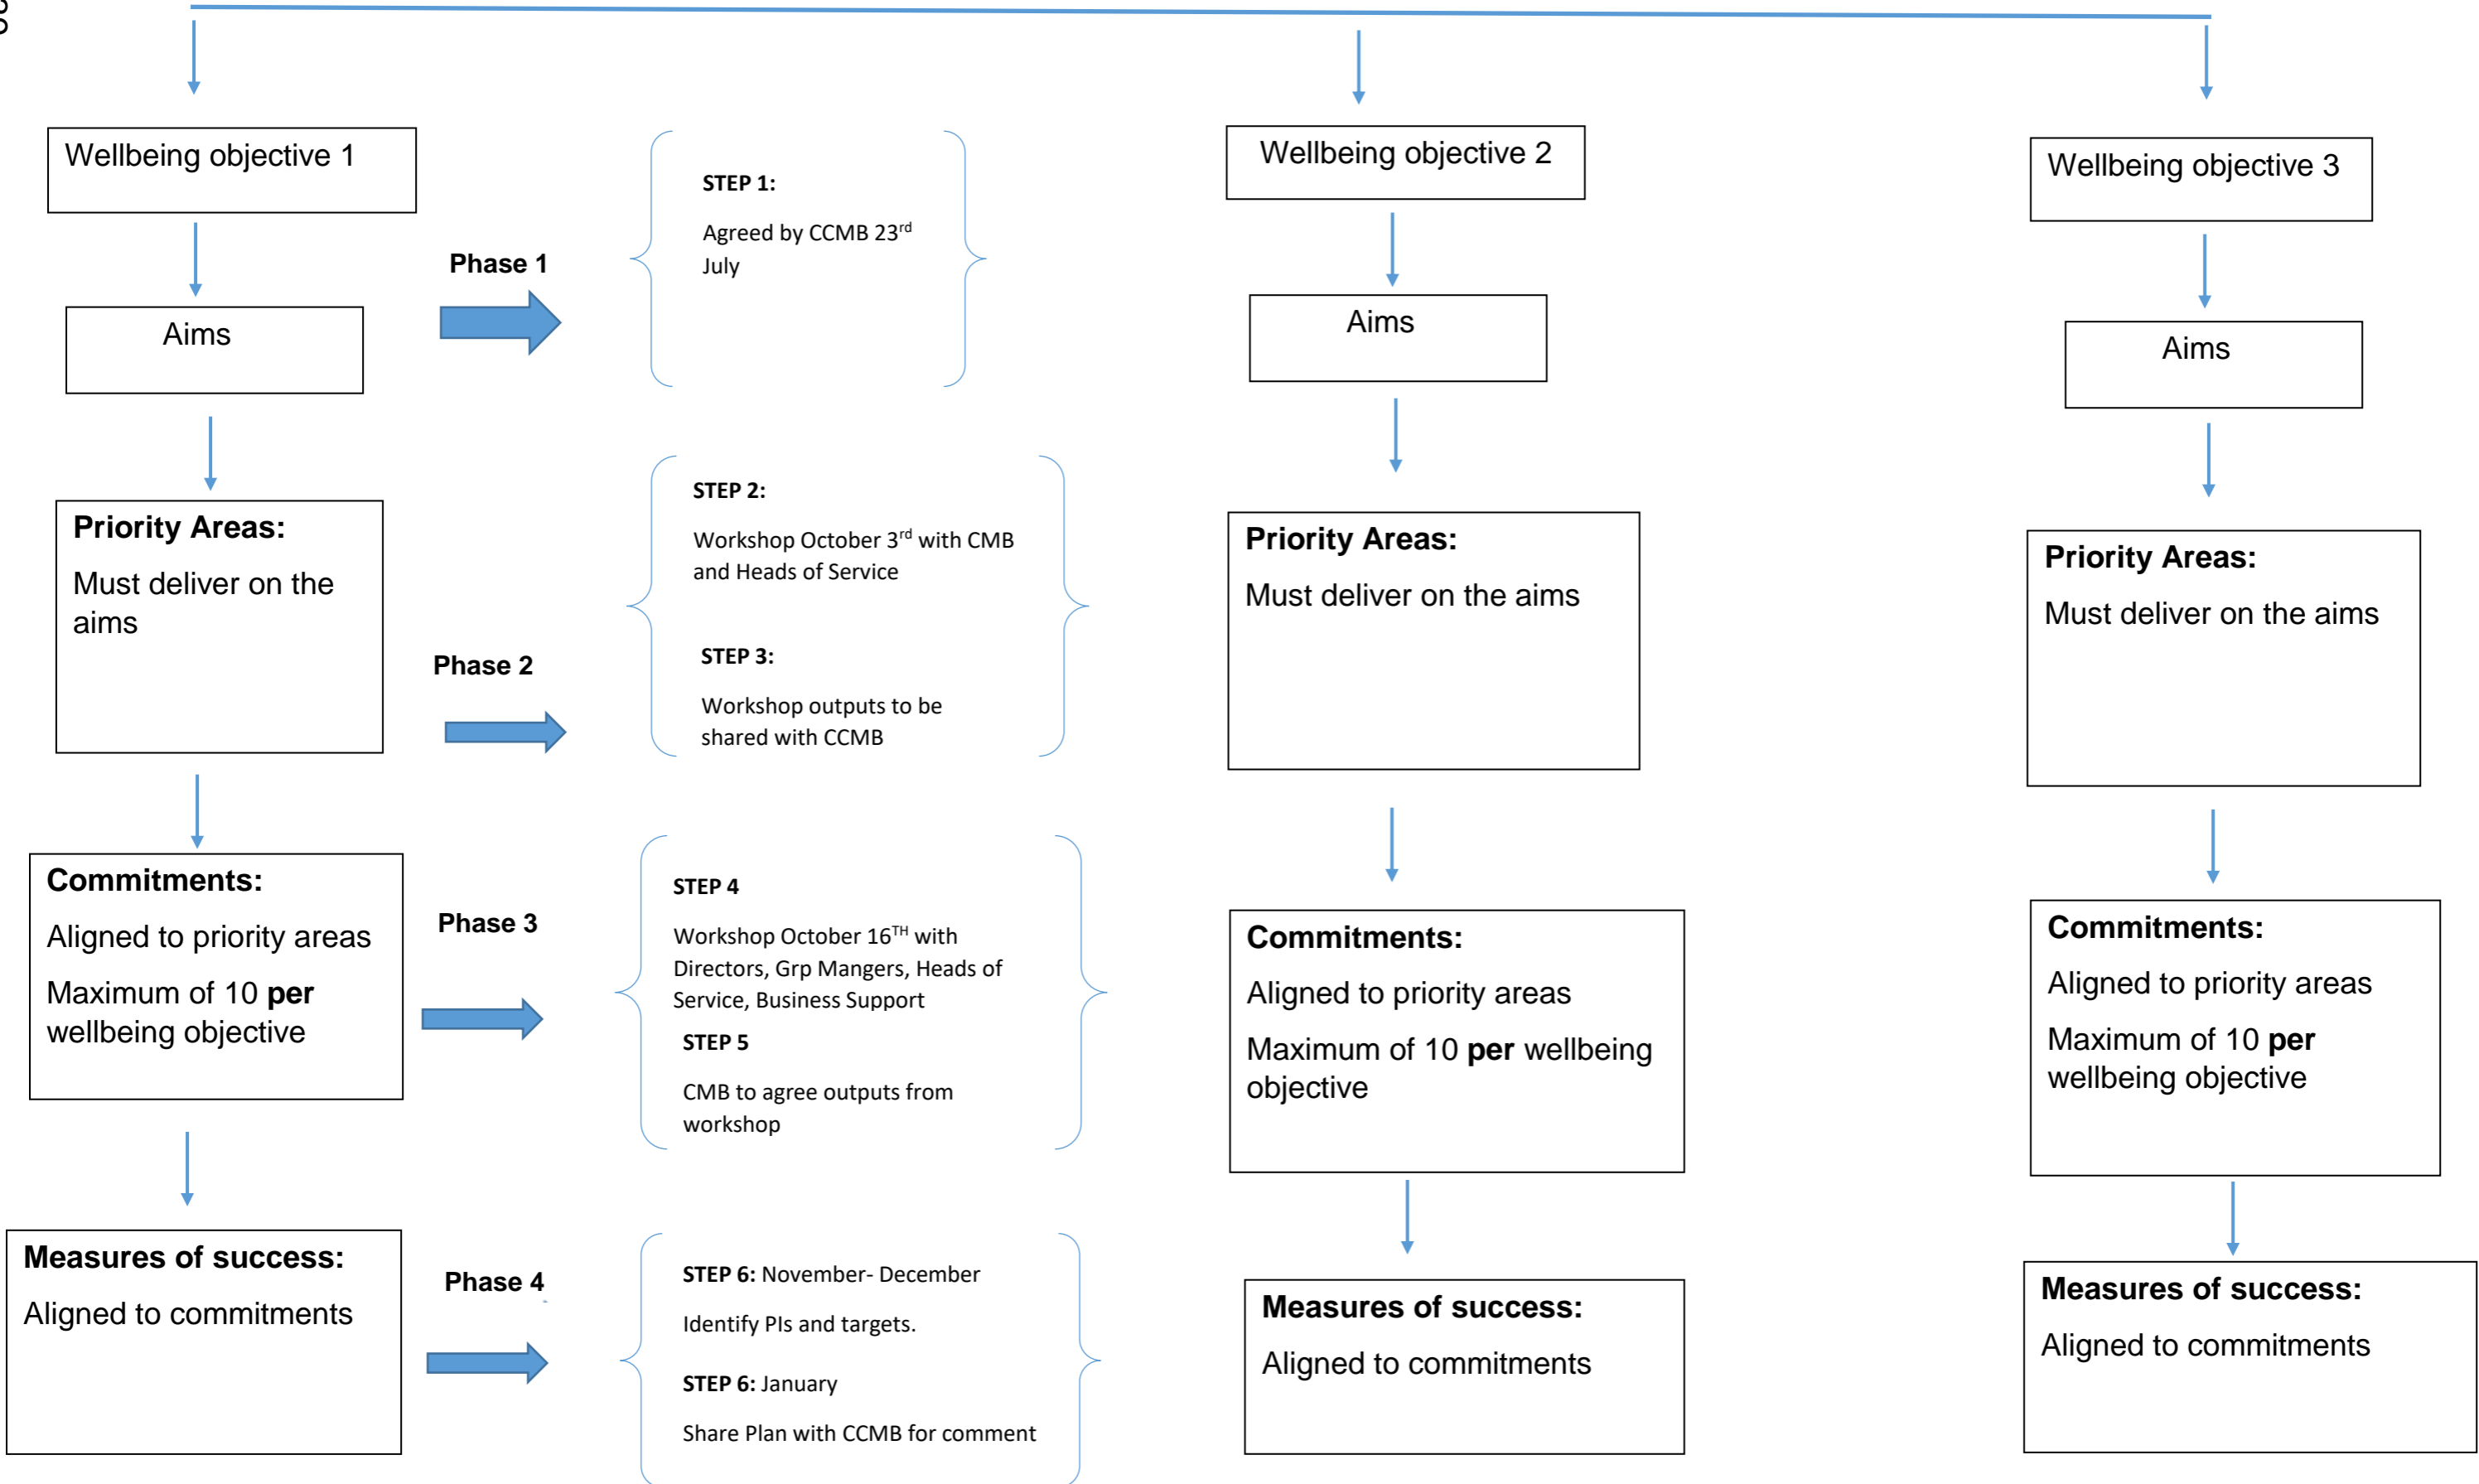 Wellbeing objective 1
Aims
Priority Areas:
Must deliver on the
aims
Commitments:
Aligned to priority areas
Maximum of 10 per
wellbeing objective
Measures of success:
Aligned to commitments
Phase 1
STEP 1:
Agreed by CCMB 23rd
July
Phase 2
STEP 2:
Workshop October 3rd with CMB
and Heads of Service
STEP 3:
Workshop outputs to be
shared with CCMB
Phase 3
STEP 4
Workshop October 16TH with
Directors, Grp Mangers, Heads of
Service, Business Support
STEP 5
CMB to agree outputs from
workshop
Phase 4
STEP 6: November- December
Identify PIs and targets.
STEP 6: January
Share Plan with CCMB for comment
Wellbeing objective 2
Aims
Priority Areas:
Must deliver on the aims
Commitments:
Aligned to priority areas
Maximum of 10 per wellbeing
objective
Measures of success:
Aligned to commitments
Wellbeing objective 3
Aims
Priority Areas:
Must deliver on the aims
Commitments:
Aligned to priority areas
Maximum of 10 per
wellbeing objective
Measures of success:
Aligned to commitments